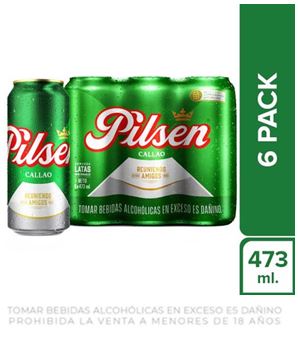 Pilsen
CALLAO
REUNIENDO
AMIGOS
Pilsen
CALLAO
LATAS
REUNIENDO
AMIGOS
TOMAR BEBIDAS ALCOHÓLICAS EN EXCESO ES DAÑINO.
6 PACK
473
ml.
TOMAR BEBIDAS ALCOHÓLICAS EN EXCESO ES DAÑINO
PROHIBIDA LA VENTA A MENORES DE 18 AÑOS